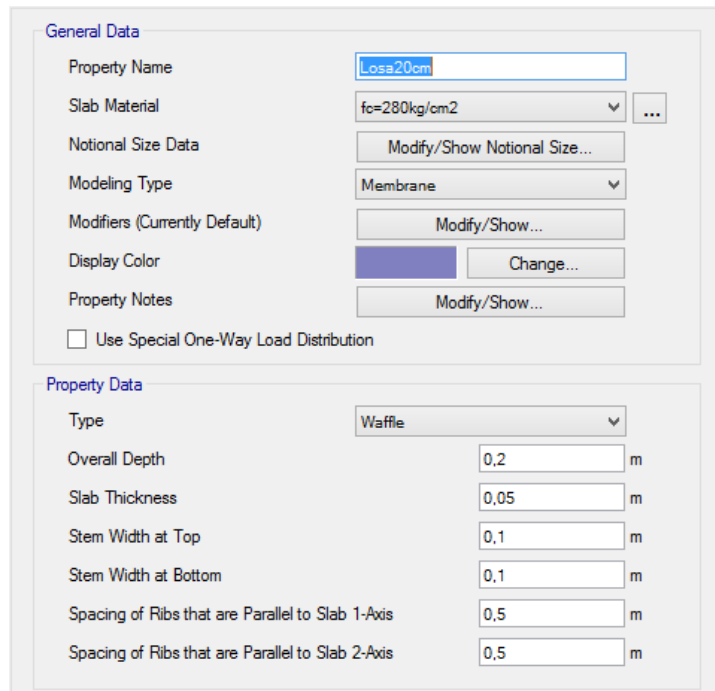 General Data
Property Name Losa20cm
Slab Material fc=280kg/cm2 ...
Notional Size Data Modify/Show Notional Size...
Modeling Type Membrane
Modifiers (Currently Default) Modify/Show...
Display Color Change...
Property Notes Modify/Show...
Use Special One-Way Load Distribution
Property Data
Type Waffle
Overall Depth 0,2 m
Slab Thickness 0,05 m
Stem Width at Top 0,1 m
Stem Width at Bottom 0,1 m
Spacing of Ribs that are Parallel to Slab 1-Axis 0,5 m
Spacing of Ribs that are Parallel to Slab 2-Axis 0,5 m